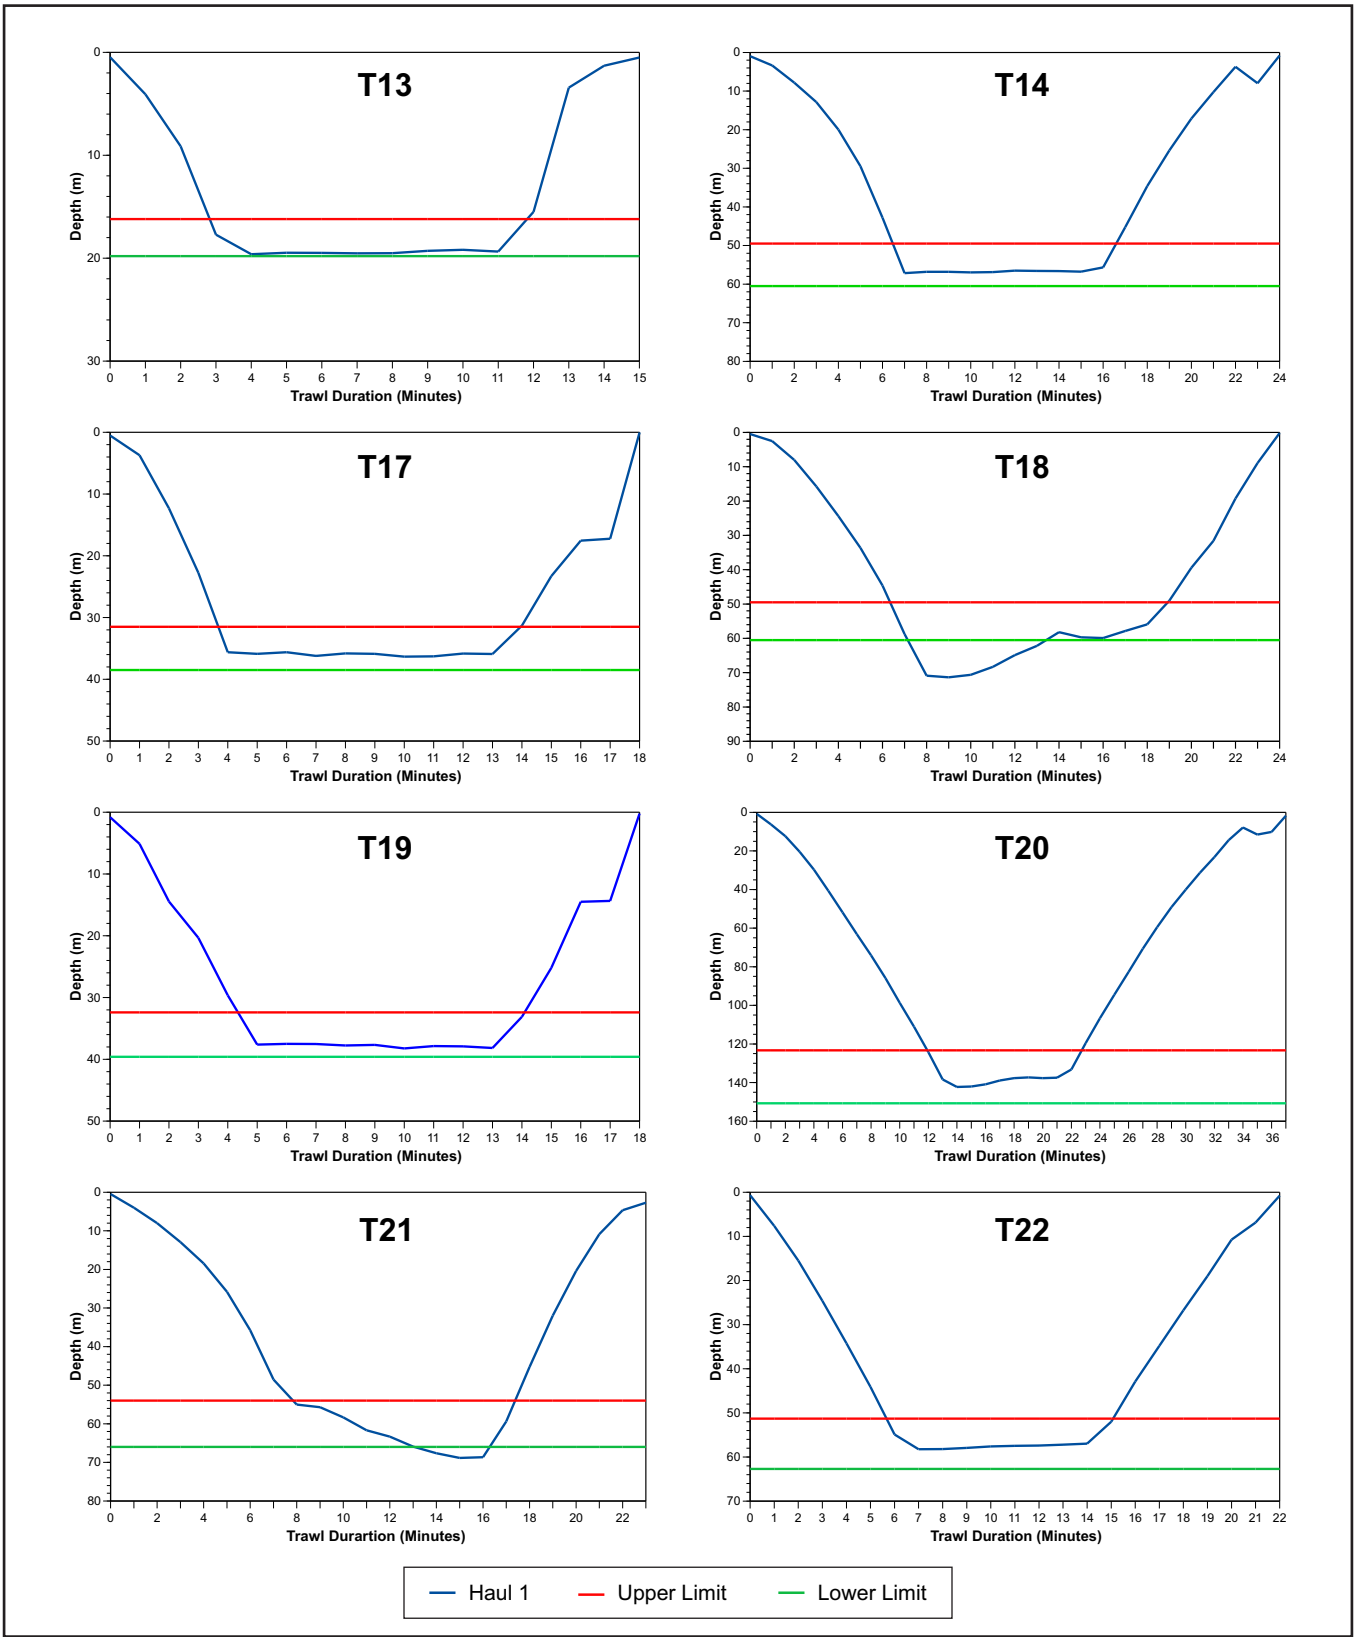 T13
Depth (m)
0
10
20
30
0 1 2 3 4 5 6 7 8 9 10 11 12 13 14 15
Trawl Duration (Minutes)
T14
Depth (m)
0
10
20
30
40
50
60
70
80
0 2 4 6 8 10 12 14 16 18 20 22 24
Trawl Duration (Minutes)
T17
Depth (m)
0
10
20
30
40
50
0 1 2 3 4 5 6 7 8 9 10 11 12 13 14 15 16 17 18
Trawl Duration (Minutes)
T18
Depth (m)
0
10
20
30
40
50
60
70
80
90
0 2 4 6 8 10 12 14 16 18 20 22 24
Trawl Duration (Minutes)
T19
Depth (m)
0
10
20
30
40
50
0 1 2 3 4 5 6 7 8 9 10 11 12 13 14 15 16 17 18
Trawl Duration (Minutes)
T20
Depth (m)
0
20
40
60
80
100
120
140
160
0 2 4 6 8 10 12 14 16 18 20 22 24 26 28 30 32 34 36
Trawl Duration (Minutes)
T21
Depth (m)
0
10
20
30
40
50
60
70
80
0 2 4 6 8 10 12 14 16 18 20 22
Trawl Durartion (Minutes)
T22
Depth (m)
0
10
20
30
40
50
60
70
0 1 2 3 4 5 6 7 8 9 10 11 12 13 14 15 16 17 18 19 20 21 22
Trawl Duration (Minutes)
Haul 1 Upper Limit Lower Limit